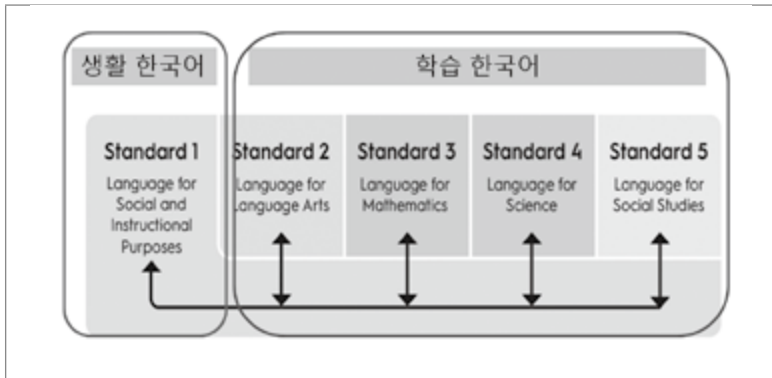 생활 한국어
학습 한국어
Standard 1
Language for
Social and
Instructional
Purposes
Standard 2
Language for
Language Arts
Standard 3
Language for
Mathematics
Standard 4
Language for
Science
Standard 5
Language for
Social Studies